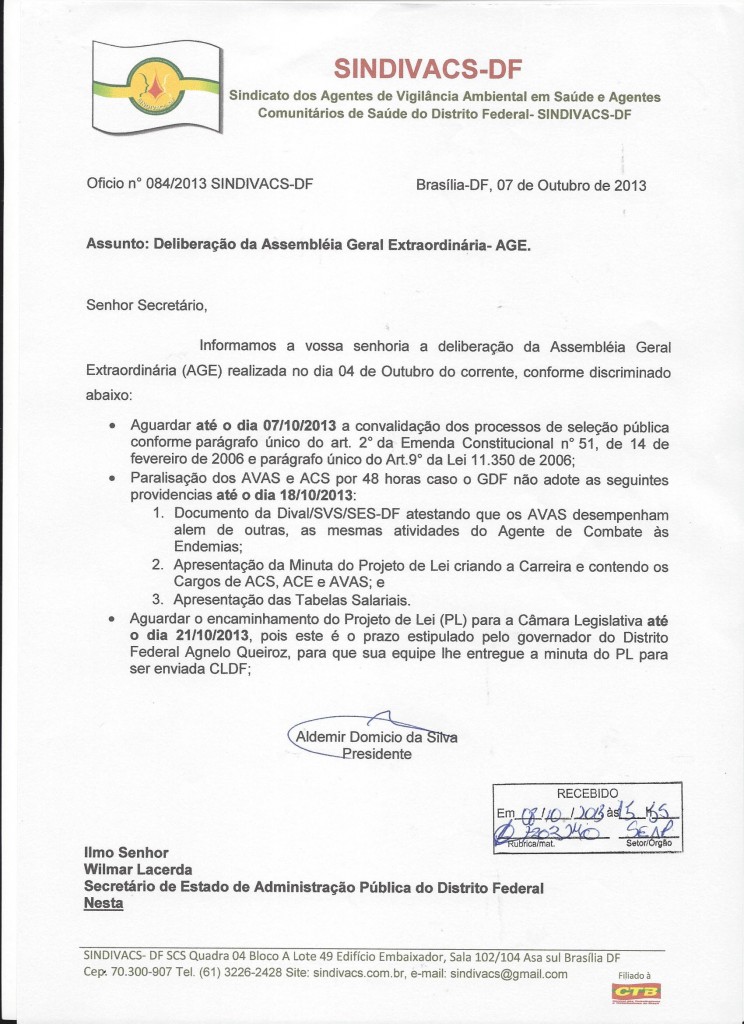 SINDIVACS-DF
Sindicato dos Agentes de Vigilância Ambiental em Saúde e Agentes
Comunitários de Saúde do Distrito Federal- SINDIVACS-DF
Oficio n° 084/2013 SINDIVACS-DF Brasília-DF, 07 de Outubro de 2013
Assunto: Deliberação da Assembléia Geral Extraordinária- AGE.
Senhor Secretário,
Informamos a vossa senhoria a deliberação da Assembléia Geral
Extraordinária (AGE) realizada no dia 04 de Outubro do corrente, conforme discriminado
abaixo:
• Aguardar até o dia 07/10/2013 a convalidação dos processos de seleção pública
conforme parágrafo único do art. 2° da Emenda Constitucional n° 51, de 14 de
fevereiro de 2006 e parágrafo único do Art.9° da Lei 11.350 de 2006;
• Paralisação dos AVAS e ACS por 48 horas caso o GDF não adote as seguintes
providencias até o dia 18/10/2013:
1. Documento da Dival/SVS/SES-DF atestando que os AVAS desempenham
alem de outras, as mesmas atividades do Agente de Combate às
Endemias;
2. Apresentação da Minuta do Projeto de Lei criando a Carreira e contendo os
Cargos de ACS, ACE e AVAS; e
3. Apresentação das Tabelas Salariais.
• Aguardar o encaminhamento do Projeto de Lei (PL) para a Câmara Legislativa até
o dia 21/10/2013, pois este é o prazo estipulado pelo governador do Distrito
Federal Agnelo Queiroz, para que sua equipe lhe entregue a minuta do PL para
ser enviada CLDF;
Aldemir Domicio da Silva
Presidente
RECEBIDO
Em 08/10/2013 às 15 H
SEAP
Rubrica/mat. Setor/Orgão
Ilmo Senhor
Wilmar Lacerda
Secretário de Estado de Administração Pública do Distrito Federal
Nesta
SINDIVACS- DF SCS Quadra 04 Bloco A Lote 49 Edifício Embaixador, Sala 102/104 Asa sul Brasília DF
Cep. 70.300-907 Tel. (61) 3226-2428 Site: sindivacs.com.br, e-mail: sindivacs@gmail.com
Filiado à
CTB